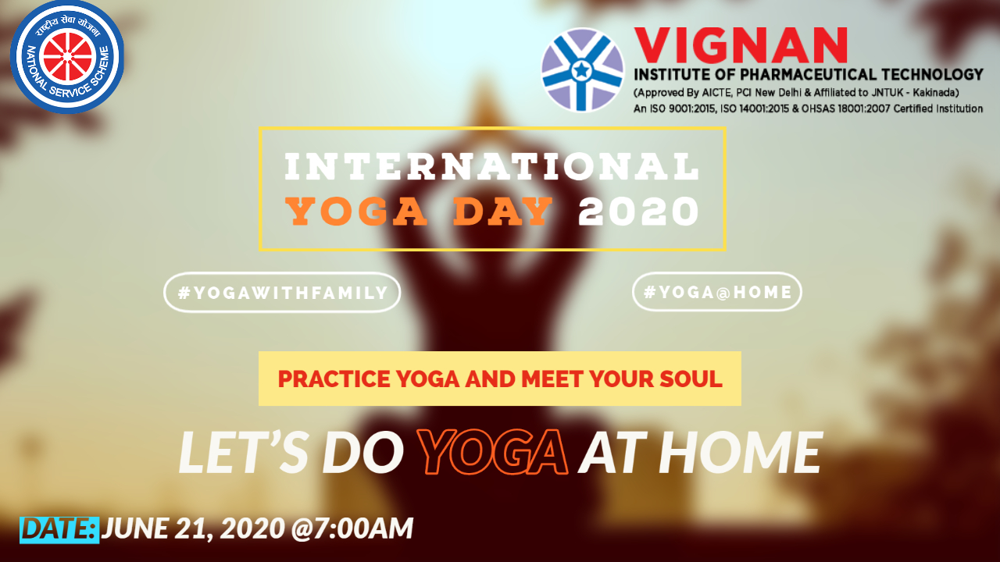 राष्ट्रीय सेवा योजना
NATIONAL SERVICE SCHEME
VIGNAN
INSTITUTE OF PHARMACEUTICAL TECHNOLOGY
(Approved By AICTE, PCI New Delhi & Affiliated to JNTUK - Kakinada)
An ISO 9001:2015, ISO 14001:2015 & OHSAS 18001:2007 Certified Institution
INTERNATIONAL
YOGA DAY 2020
#YOGAWITHFAMILY
#YOGA@HOME
PRACTICE YOGA AND MEET YOUR SOUL
LET'S DO YOGA AT HOME
DATE: JUNE 21, 2020 @7:00AM